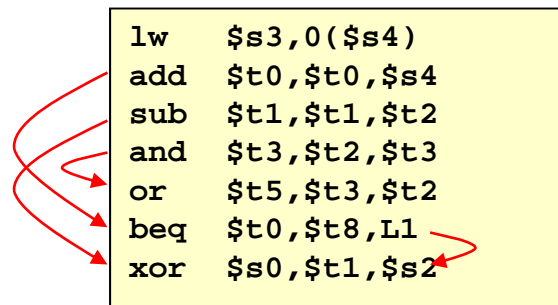 lw $s3,0($s4)
add $t0,$t0,$s4
sub $t1,$t1,$t2
and $t3,$t2,$t3
or $t5,$t3,$t2
beq $t0,$t8,L1
xor $s0,$t1,$s2